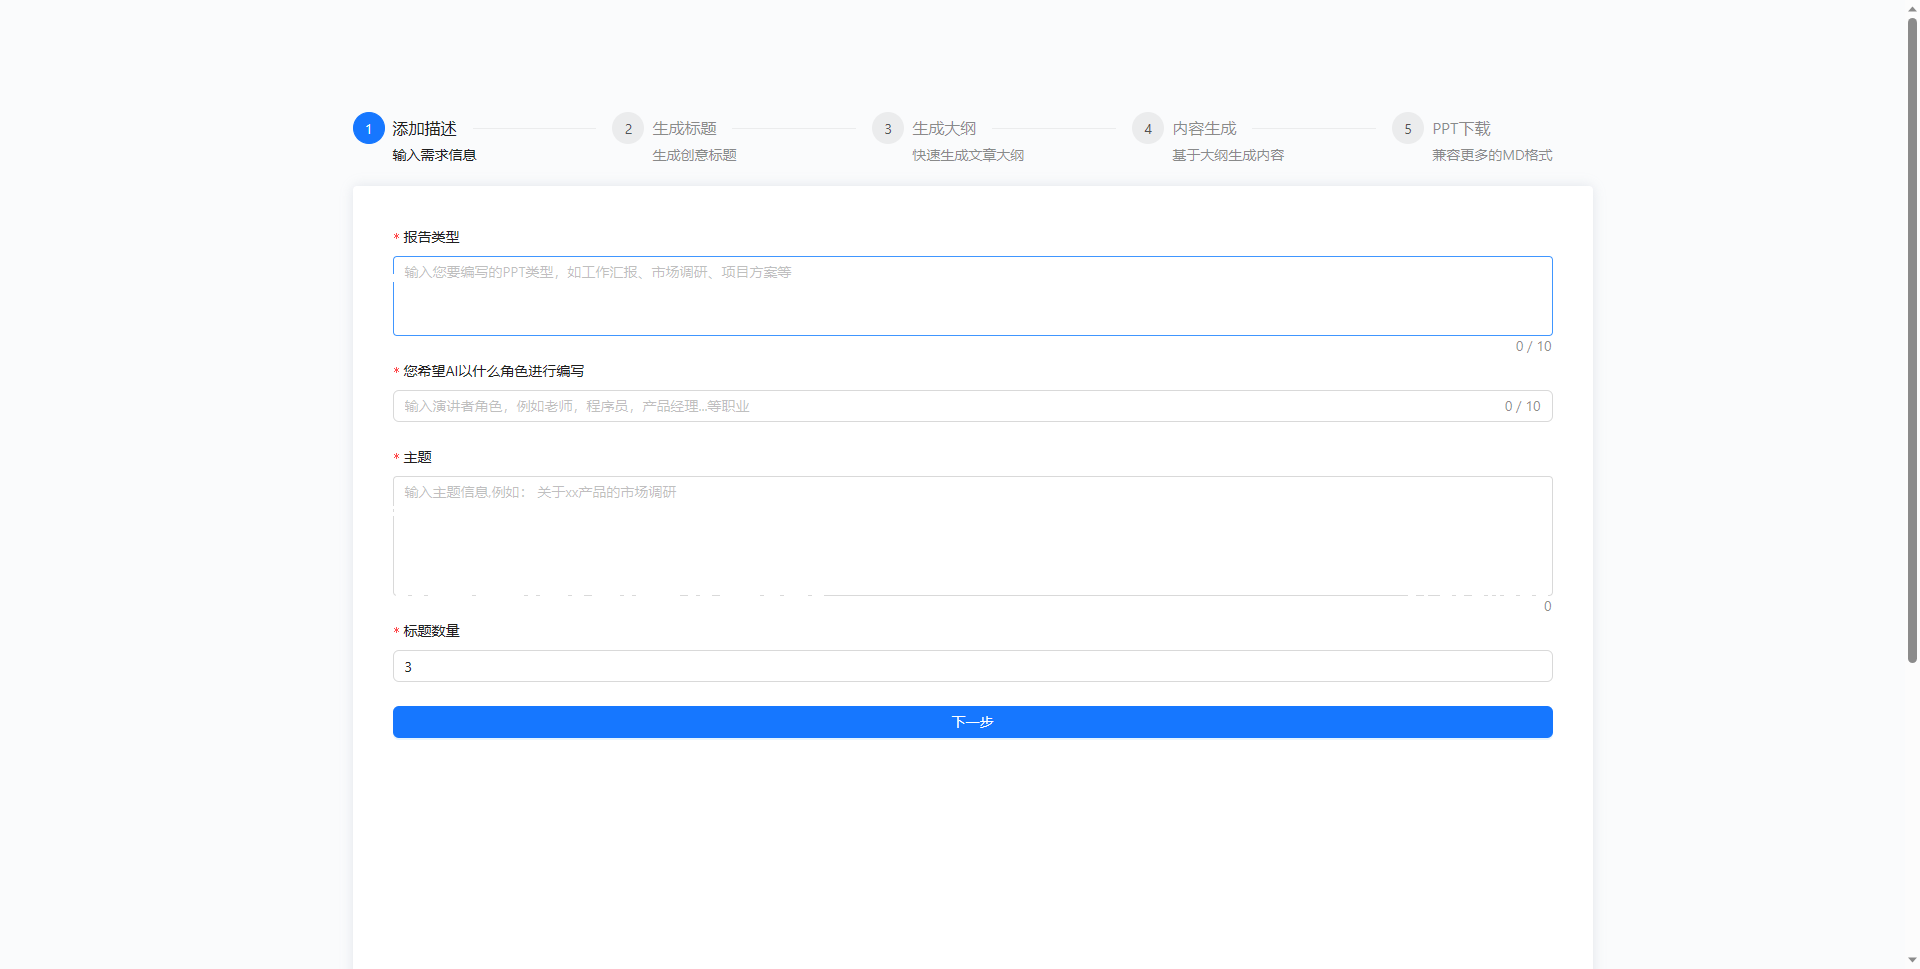 1 添加描述
输入需求信息
2 生成标题
生成创意标题
3 生成大纲
快速生成文章大纲
4 内容生成
基于大纲生成内容
5 PPT下载
兼容更多的MD格式
* 报告类型
输入您要编写的PPT类型，如工作汇报、市场调研、项目方案等
0 / 10
* 您希望AI以什么角色进行编写
输入演讲者角色，例如老师，程序员，产品经理...等职业 0 / 10
* 主题
输入主题信息,例如： 关于xx产品的市场调研
0
* 标题数量
3
下一步